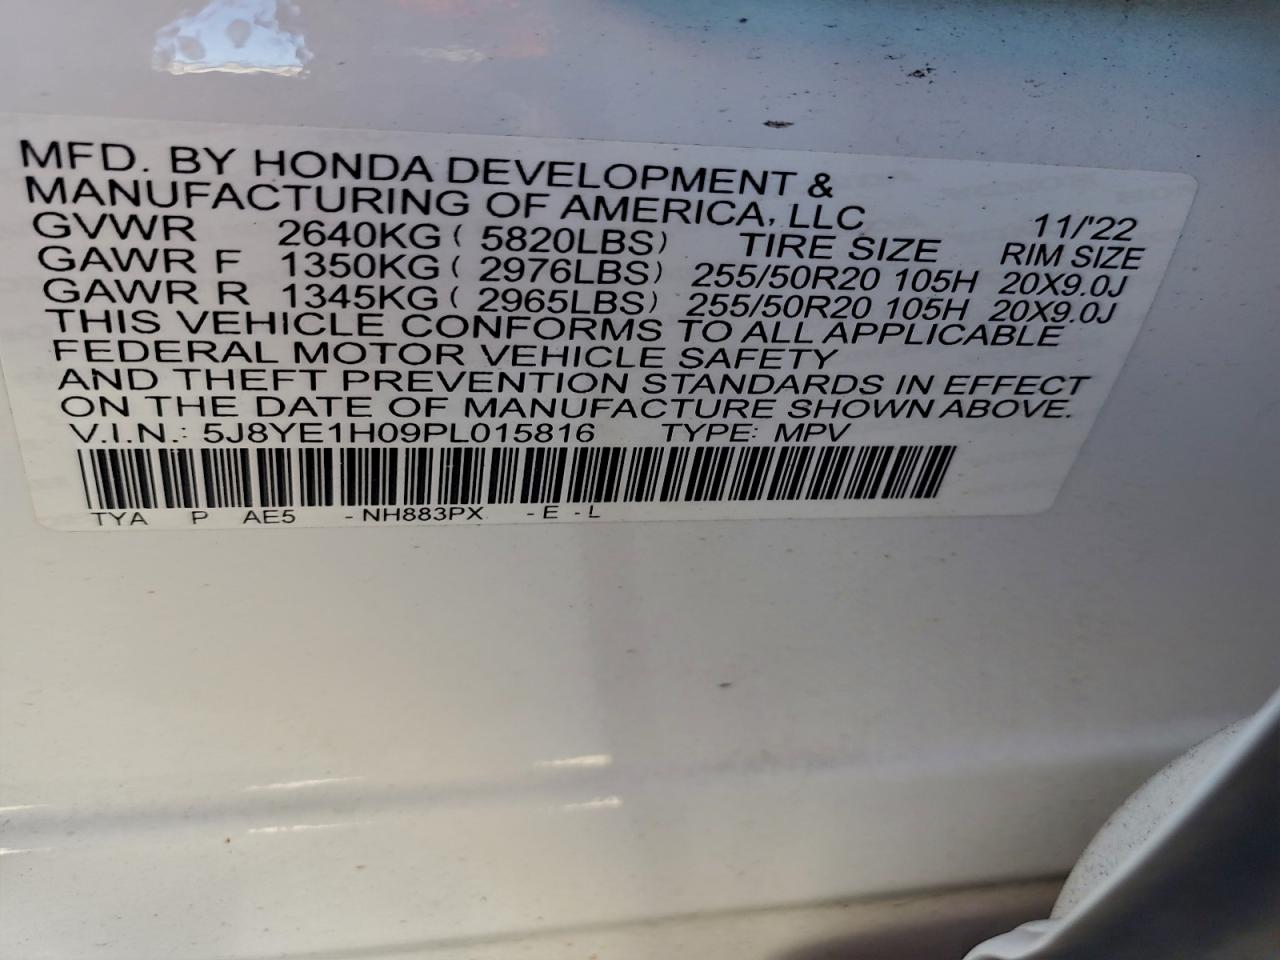 MFD. BY HONDA DEVELOPMENT &
MANUFACTURING OF AMERICA, LLC 11/'22
GVWR 2640KG ( 5820LBS) TIRE SIZE RIM SIZE
GAWR F 1350KG ( 2976LBS) 255/50R20 105H 20X9.0J
GAWR R 1345KG ( 2965LBS) 255/50R20 105H 20X9.0J
THIS VEHICLE CONFORMS TO ALL APPLICABLE
FEDERAL MOTOR VEHICLE SAFETY
AND THEFT PREVENTION STANDARDS IN EFFECT
ON THE DATE OF MANUFACTURE SHOWN ABOVE.
V.I.N.: 5J8YE1H09PL015816 TYPE: MPV
TYA P AE5 -NH883PX -E -L